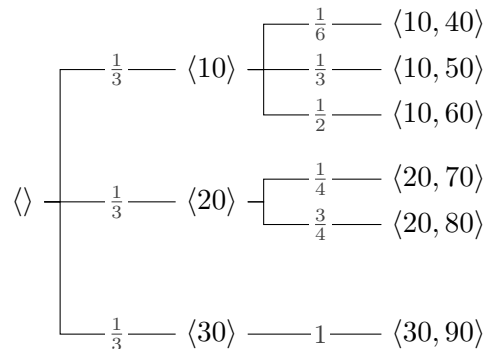 1/6 ⟨10, 40⟩
1/3 ⟨10⟩ 1/3 ⟨10, 50⟩
1/2 ⟨10, 60⟩
1/4 ⟨20, 70⟩
⟨⟩ 1/3 ⟨20⟩
3/4 ⟨20, 80⟩
1/3 ⟨30⟩ 1 ⟨30, 90⟩